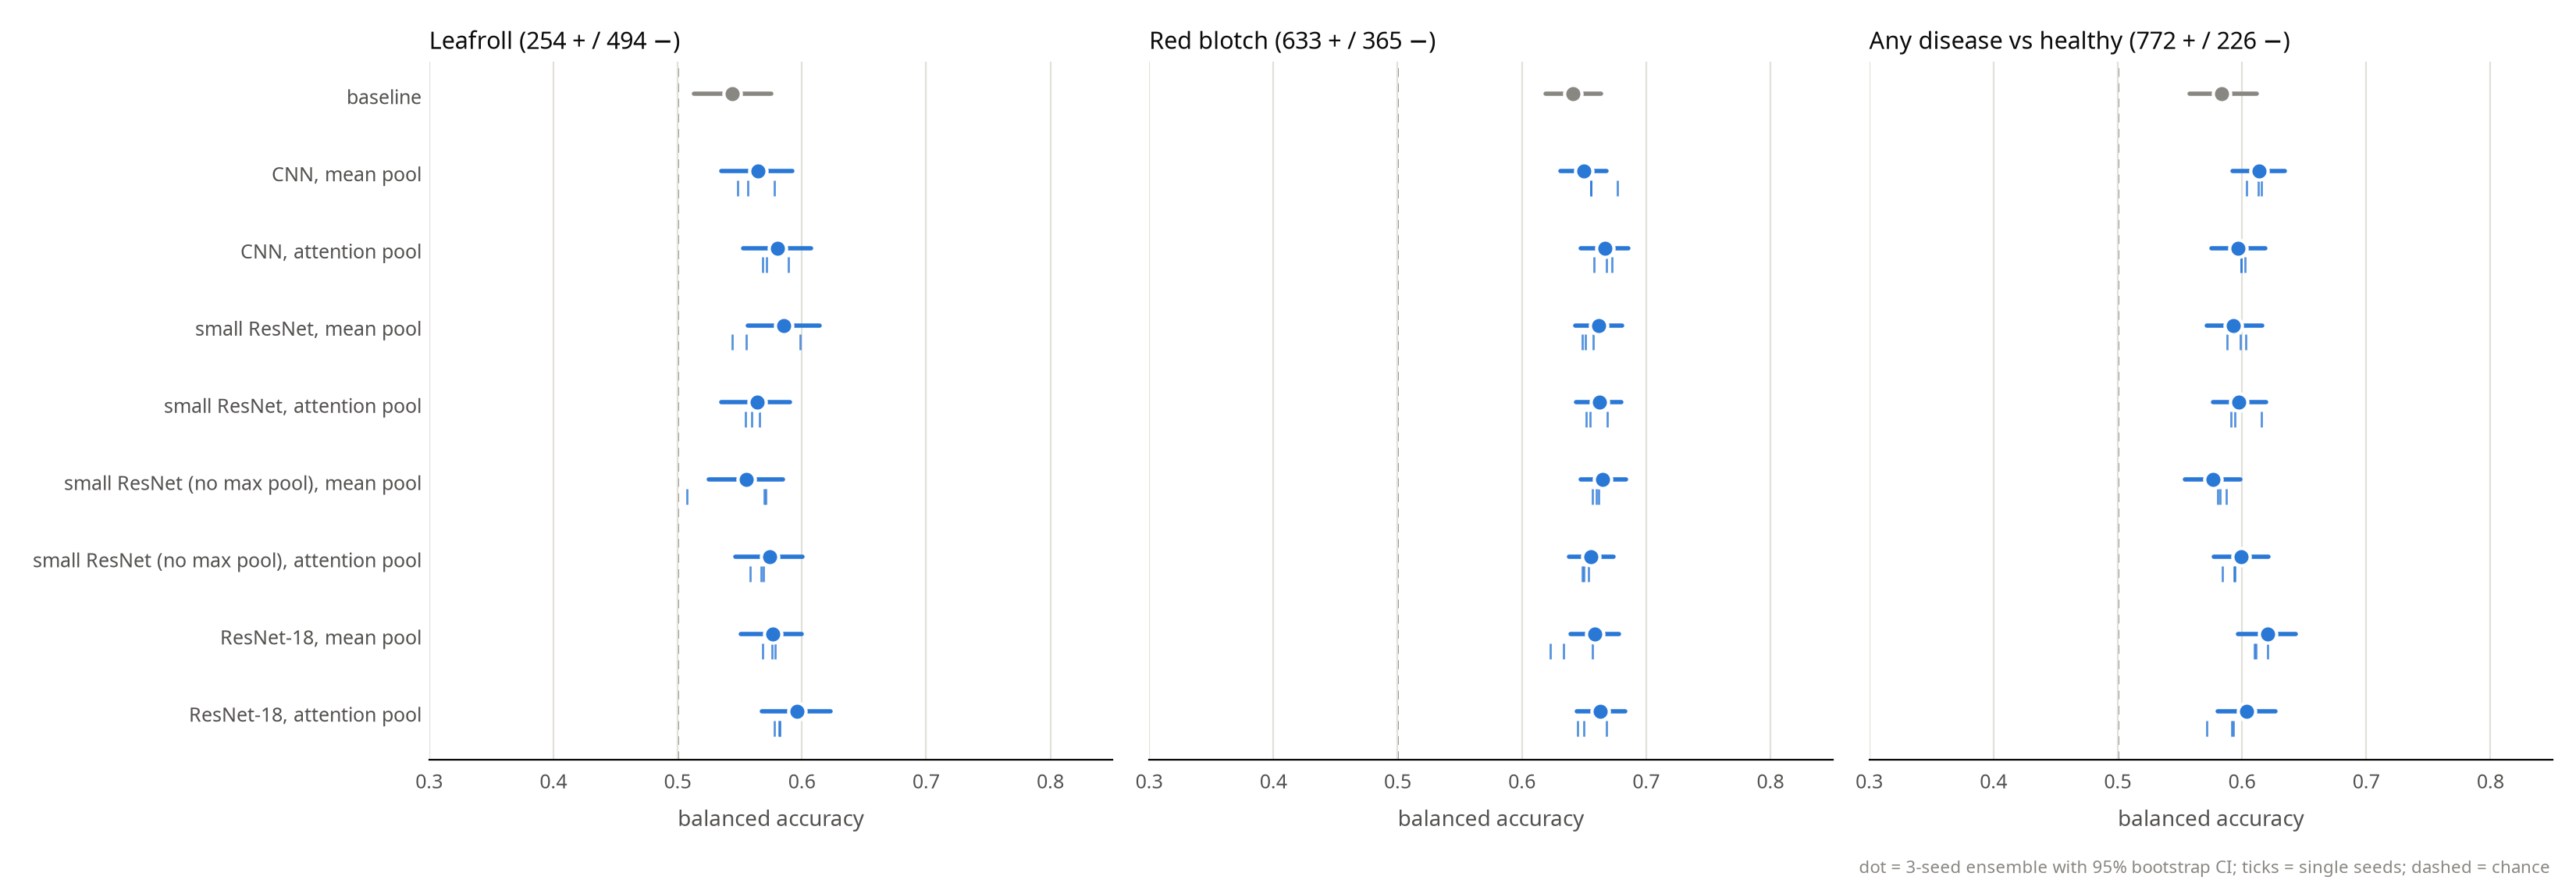 Leafroll (254 + / 494 −)
Red blotch (633 + / 365 −)
Any disease vs healthy (772 + / 226 −)
baseline
CNN, mean pool
CNN, attention pool
small ResNet, mean pool
small ResNet, attention pool
small ResNet (no max pool), mean pool
small ResNet (no max pool), attention pool
ResNet-18, mean pool
ResNet-18, attention pool
0.3 0.4 0.5 0.6 0.7 0.8
0.3 0.4 0.5 0.6 0.7 0.8
0.3 0.4 0.5 0.6 0.7 0.8
balanced accuracy
balanced accuracy
balanced accuracy
dot = 3-seed ensemble with 95% bootstrap CI; ticks = single seeds; dashed = chance